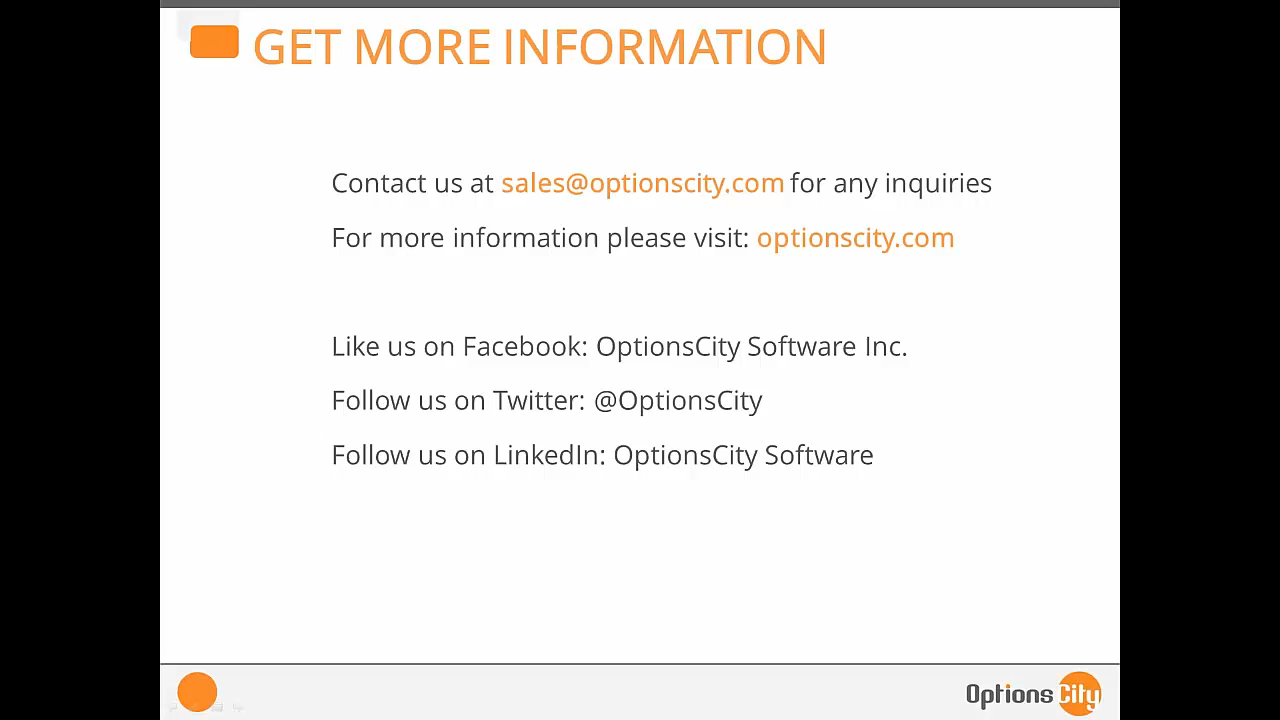 GET MORE INFORMATION
Contact us at sales@optionscity.com for any inquiries
For more information please visit: optionscity.com
Like us on Facebook: OptionsCity Software Inc.
Follow us on Twitter: @OptionsCity
Follow us on LinkedIn: OptionsCity Software
OptionsCity